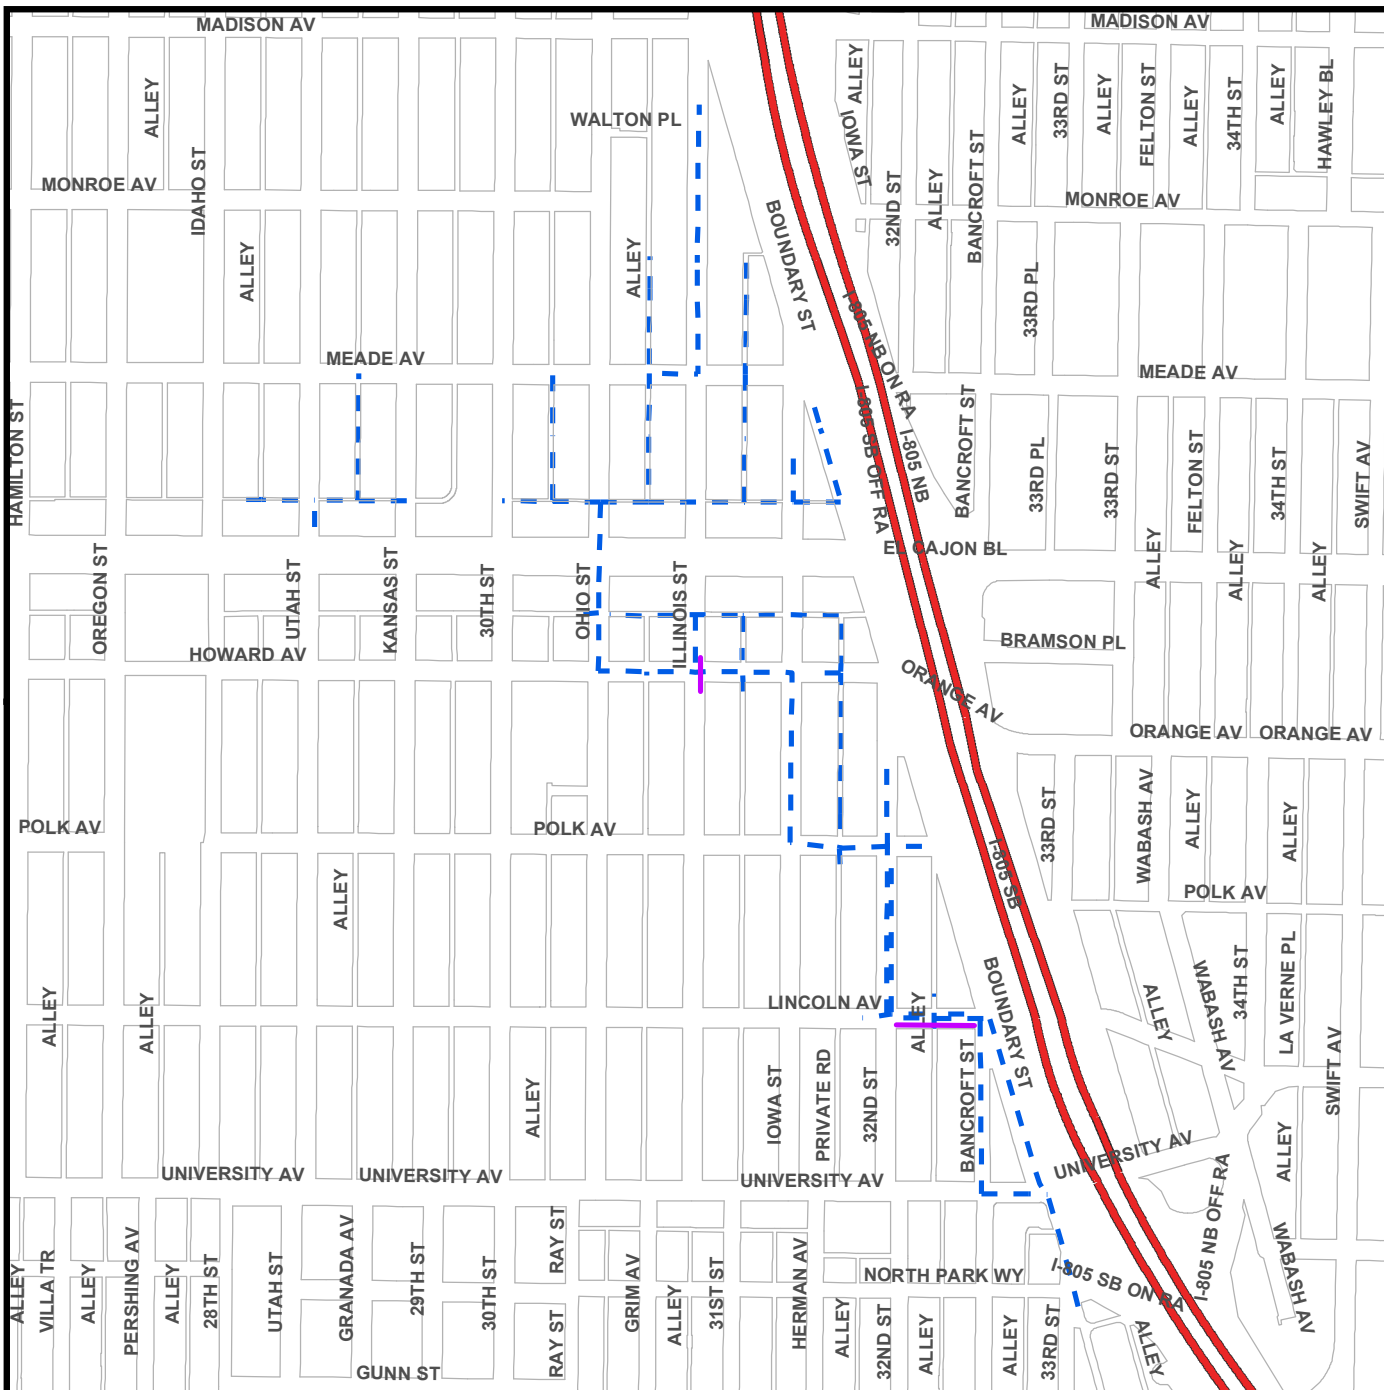 MADISON AV
MADISON AV
ALLEY
WALTON PL
ALLEY
IOWA ST
ALLEY
33RD ST
ALLEY
FELTON ST
ALLEY
34TH ST
ALLEY
HAWLEY BL
MONROE AV
IDAHO ST
ALLEY
ALLEY
BOUNDARY ST
32ND ST
ALLEY
BANCROFT ST
MONROE AV
33RD PL
I-805 NB ON RA
MEADE AV
MEADE AV
HAMILTON ST
I-805 SB OFF RA
I-805 NB
BANCROFT ST
33RD PL
33RD ST
FELTON ST
34TH ST
SWIFT AV
EL CAJON BL
ALLEY
ALLEY
ALLEY
OREGON ST
UTAH ST
KANSAS ST
30TH ST
OHIO ST
ILLINOIS ST
HOWARD AV
BRAMSON PL
ORANGE AV
ORANGE AV
ORANGE AV
POLK AV
POLK AV
33RD ST
WABASH AV
ALLEY
ALLEY
I-805 SB
POLK AV
ALLEY
ALLEY
ALLEY
LINCOLN AV
ALLEY
BOUNDARY ST
ALLEY
WABASH AV
34TH ST
LA VERNE PL
SWIFT AV
ALLEY
IOWA ST
PRIVATE RD
32ND ST
BANCROFT ST
UNIVERSITY AV
UNIVERSITY AV
UNIVERSITY AV
UNIVERSITY AV
ALLEY
ALLEY
VILLA TR
ALLEY
PERSHING AV
ALLEY
28TH ST
UTAH ST
GRANADA AV
29TH ST
30TH ST
RAY ST
RAY ST
GRIM AV
ALLEY
31ST ST
HERMAN AV
ALLEY
32ND ST
ALLEY
NORTH PARK WY
ALLEY
33RD ST
I-805 SB ON RA
ALLEY
I-805 NB OFF RA
WABASH AV
GUNN ST